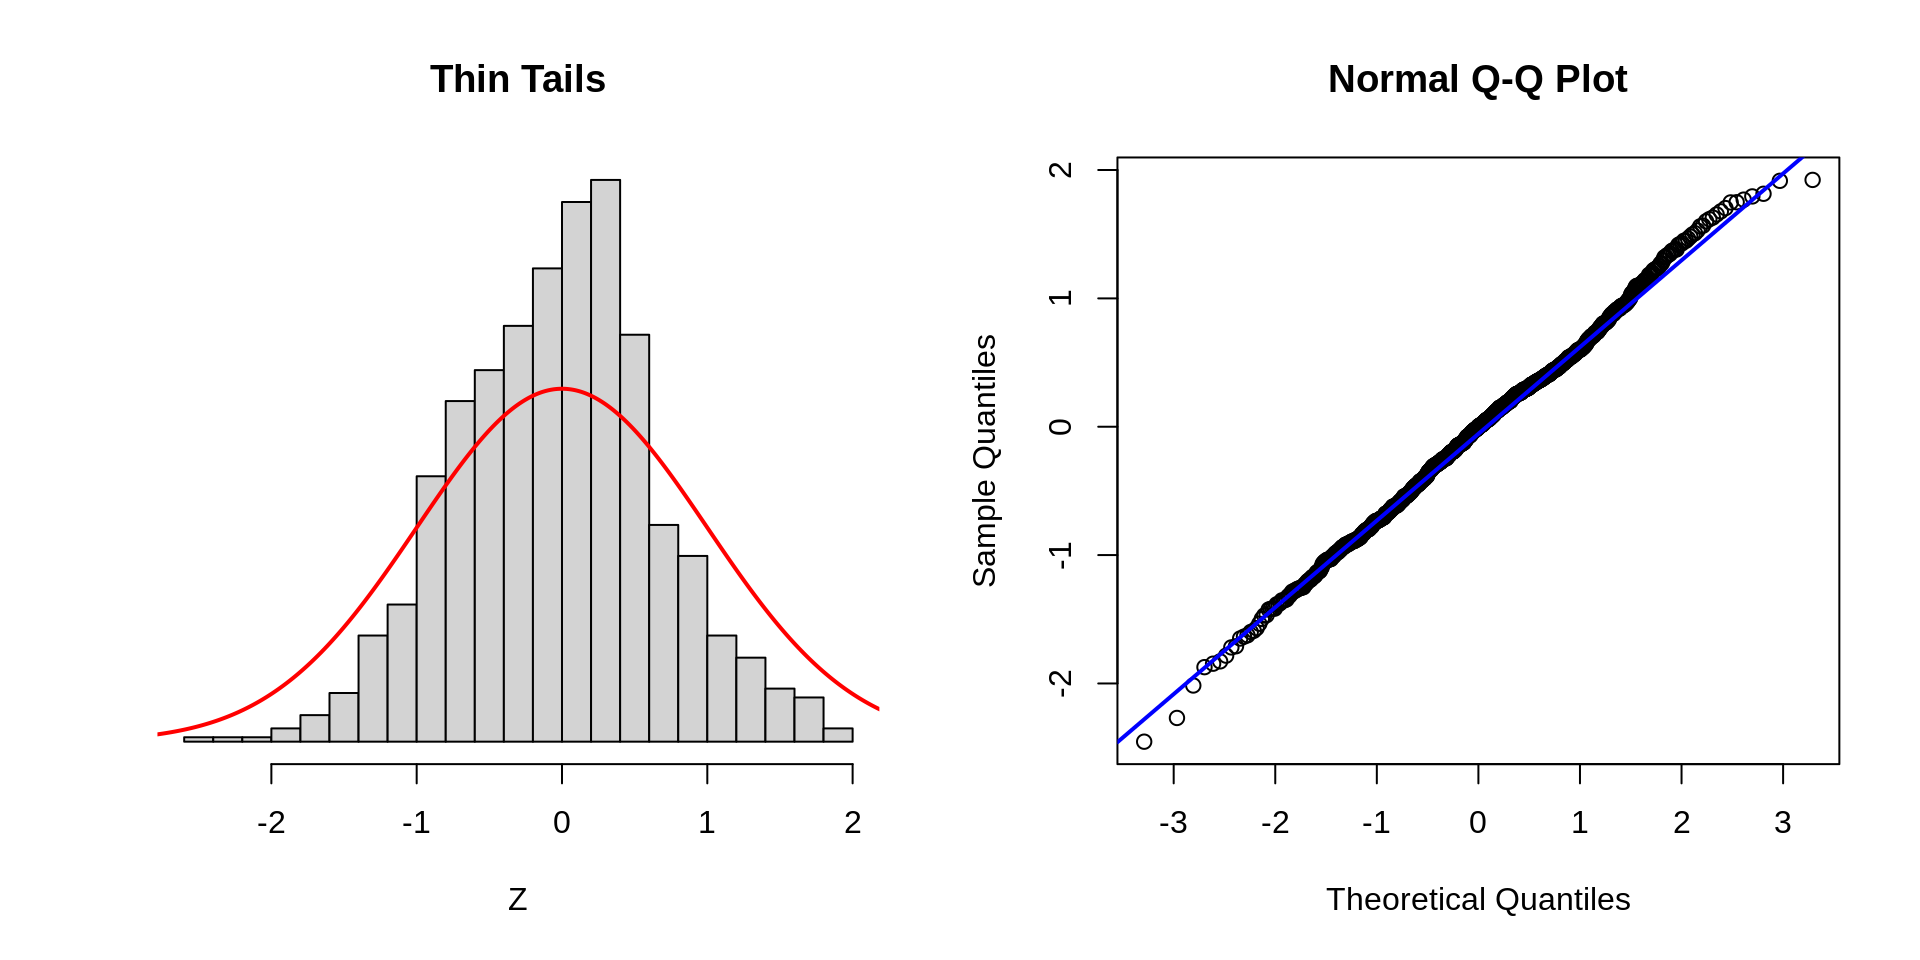 Thin Tails
-2 -1 0 1 2
Z
Normal Q-Q Plot
Sample Quantiles
2
1
0
-1
-2
-3 -2 -1 0 1 2 3
Theoretical Quantiles